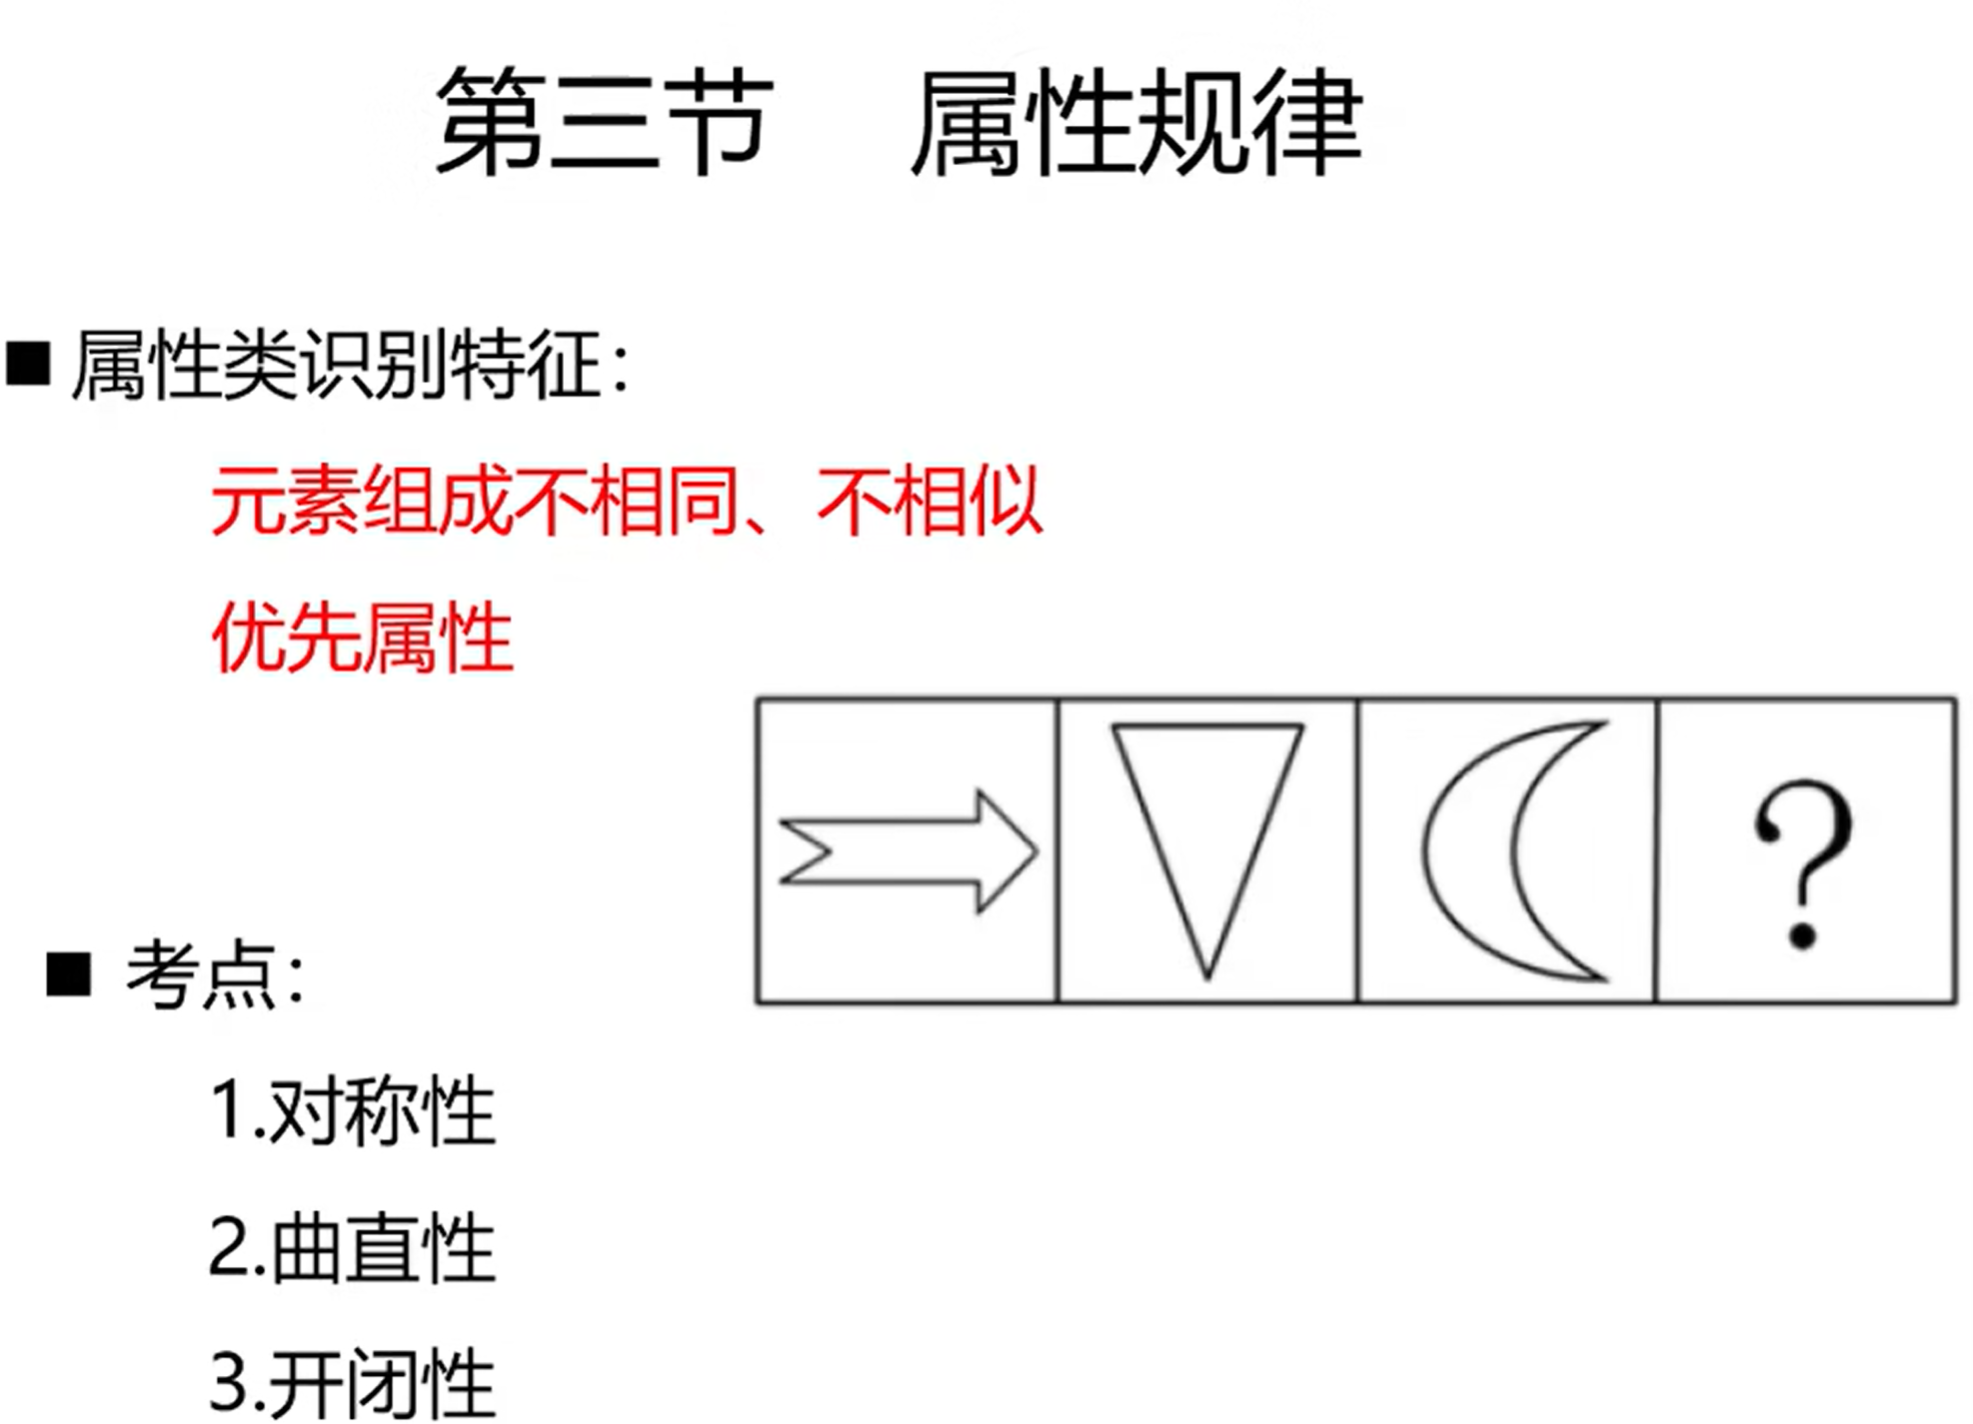 第三节 属性规律
■ 属性类识别特征：
元素组成不相同、不相似
优先属性
?
■ 考点：
1.对称性
2.曲直性
3.开闭性